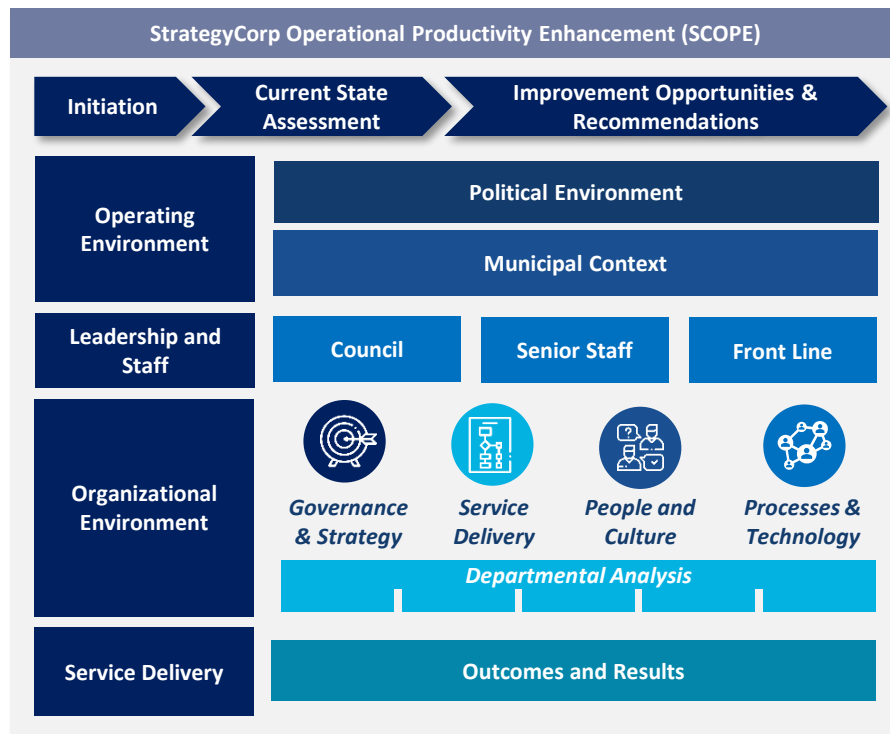 StrategyCorp Operational Productivity Enhancement (SCOPE)
Initiation
Current State
Assessment
Improvement Opportunities &
Recommendations
Operating
Environment
Political Environment
Municipal Context
Leadership and
Staff
Council
Senior Staff
Front Line
Organizational
Environment
Governance
& Strategy
Service
Delivery
People and
Culture
Processes &
Technology
Departmental Analysis
Service Delivery
Outcomes and Results